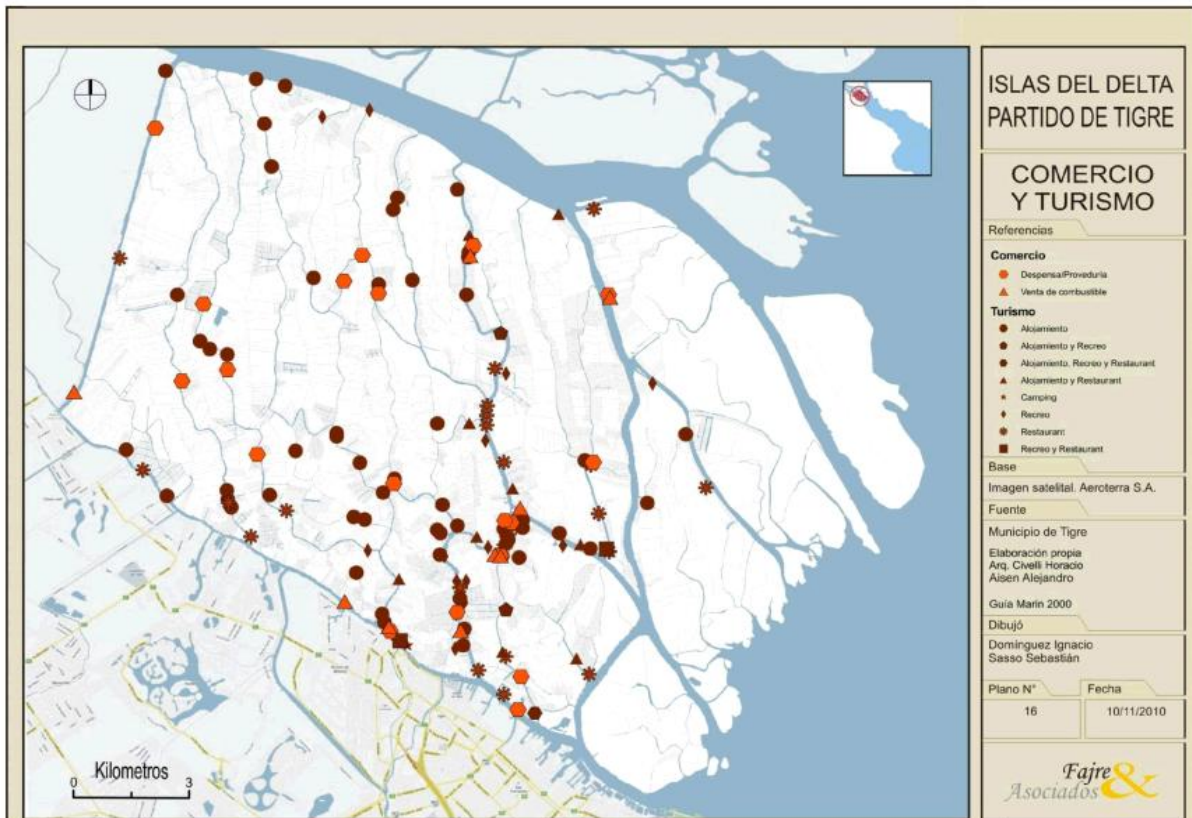 ISLAS DEL DELTA
PARTIDO DE TIGRE
COMERCIO
Y TURISMO
Referencias
Comercio
Despensa/Proveduría
Venta de combustible
Turismo
Alojamiento
Alojamiento y Recreo
Alojamiento, Recreo y Restaurant
Alojamiento y Restaurant
Camping
Recreo
Restaurant
Recreo y Restaurant
Base
Imagen satelital. Aeroterra S.A.
Fuente
Municipio de Tigre
Elaboración propia
Arq. Civelli Horacio
Aisen Alejandro
Guía Marin 2000
Dibujó
Domínguez Ignacio
Sasso Sebastián
Plano N°
Fecha
16
10/11/2010
Fajre &
Asociados
Kilometros
0 3